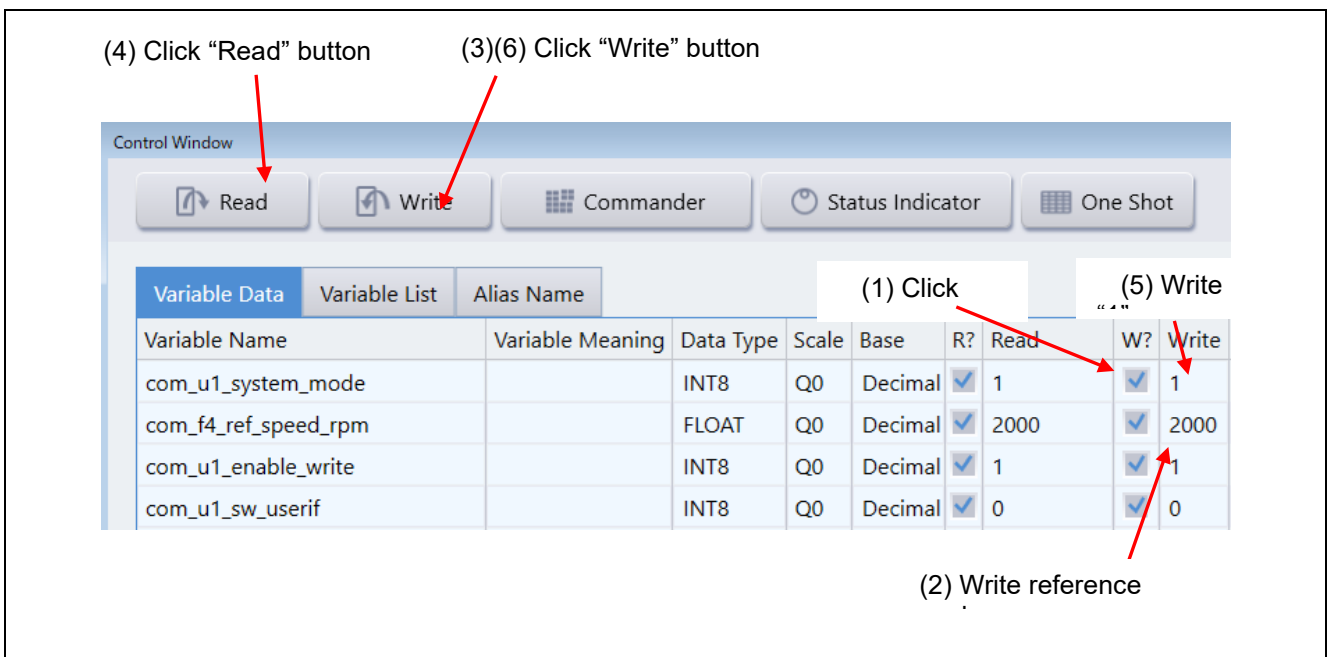 (4) Click “Read” button (3)(6) Click “Write” button
Control Window
Read Write Commander Status Indicator One Shot
(1) Click (5) Write
Variable Data Variable List Alias Name
Variable Name Variable Meaning Data Type Scale Base R? Read W? Write
com_u1_system_mode INT8 Q0 Decimal 1 1
com_f4_ref_speed_rpm FLOAT Q0 Decimal 2000 2000
com_u1_enable_write INT8 Q0 Decimal 1 1
com_u1_sw_userif INT8 Q0 Decimal 0 0
(2) Write reference